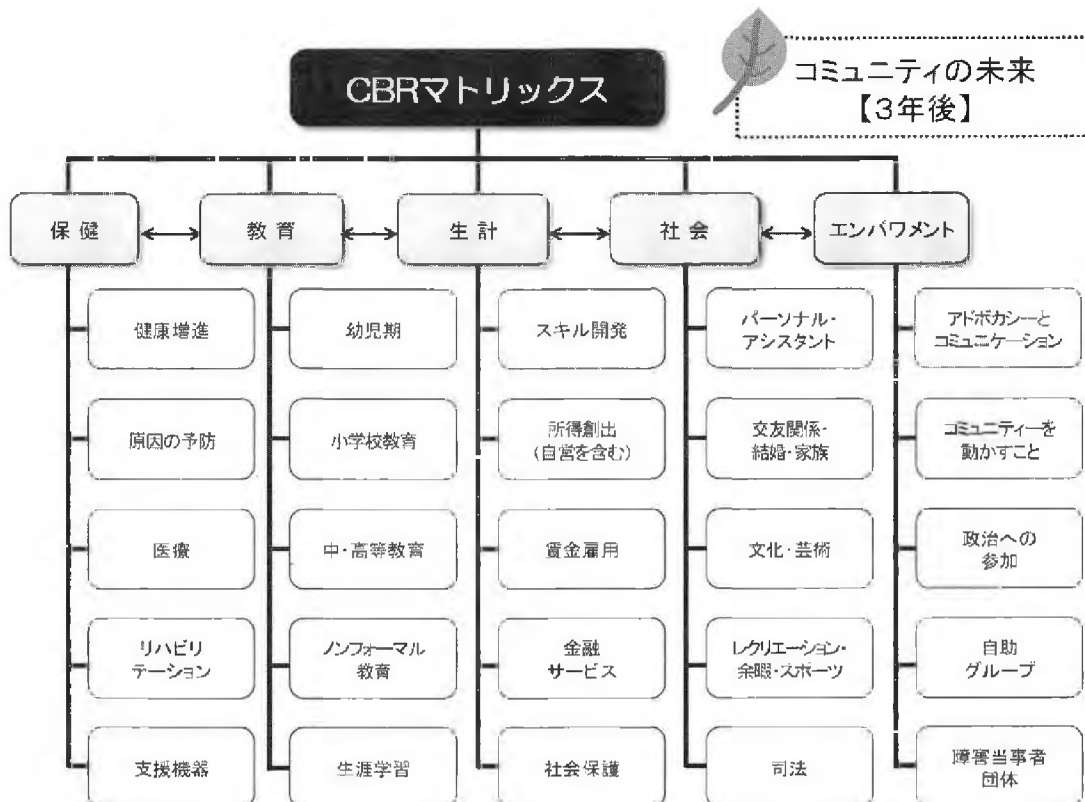 CBRマトリックス
コミュニティの未来
【3年後】
保健
教育
生計
社会
エンパワメント
健康増進
幼児期
スキル開発
パーソナル・
アシスタント
アドボカシーと
コミュニケーション
原因の予防
小学校教育
所得創出
(自営を含む)
交友関係・
結婚・家族
コミュニティーを
動かすこと
医療
中・高等教育
賃金雇用
文化・芸術
政治への
参加
リハビリ
テーション
ノンフォーマル
教育
金融
サービス
レクリエーション・
余暇・スポーツ
自助
グループ
支援機器
生涯学習
社会保護
司法
障害当事者
団体